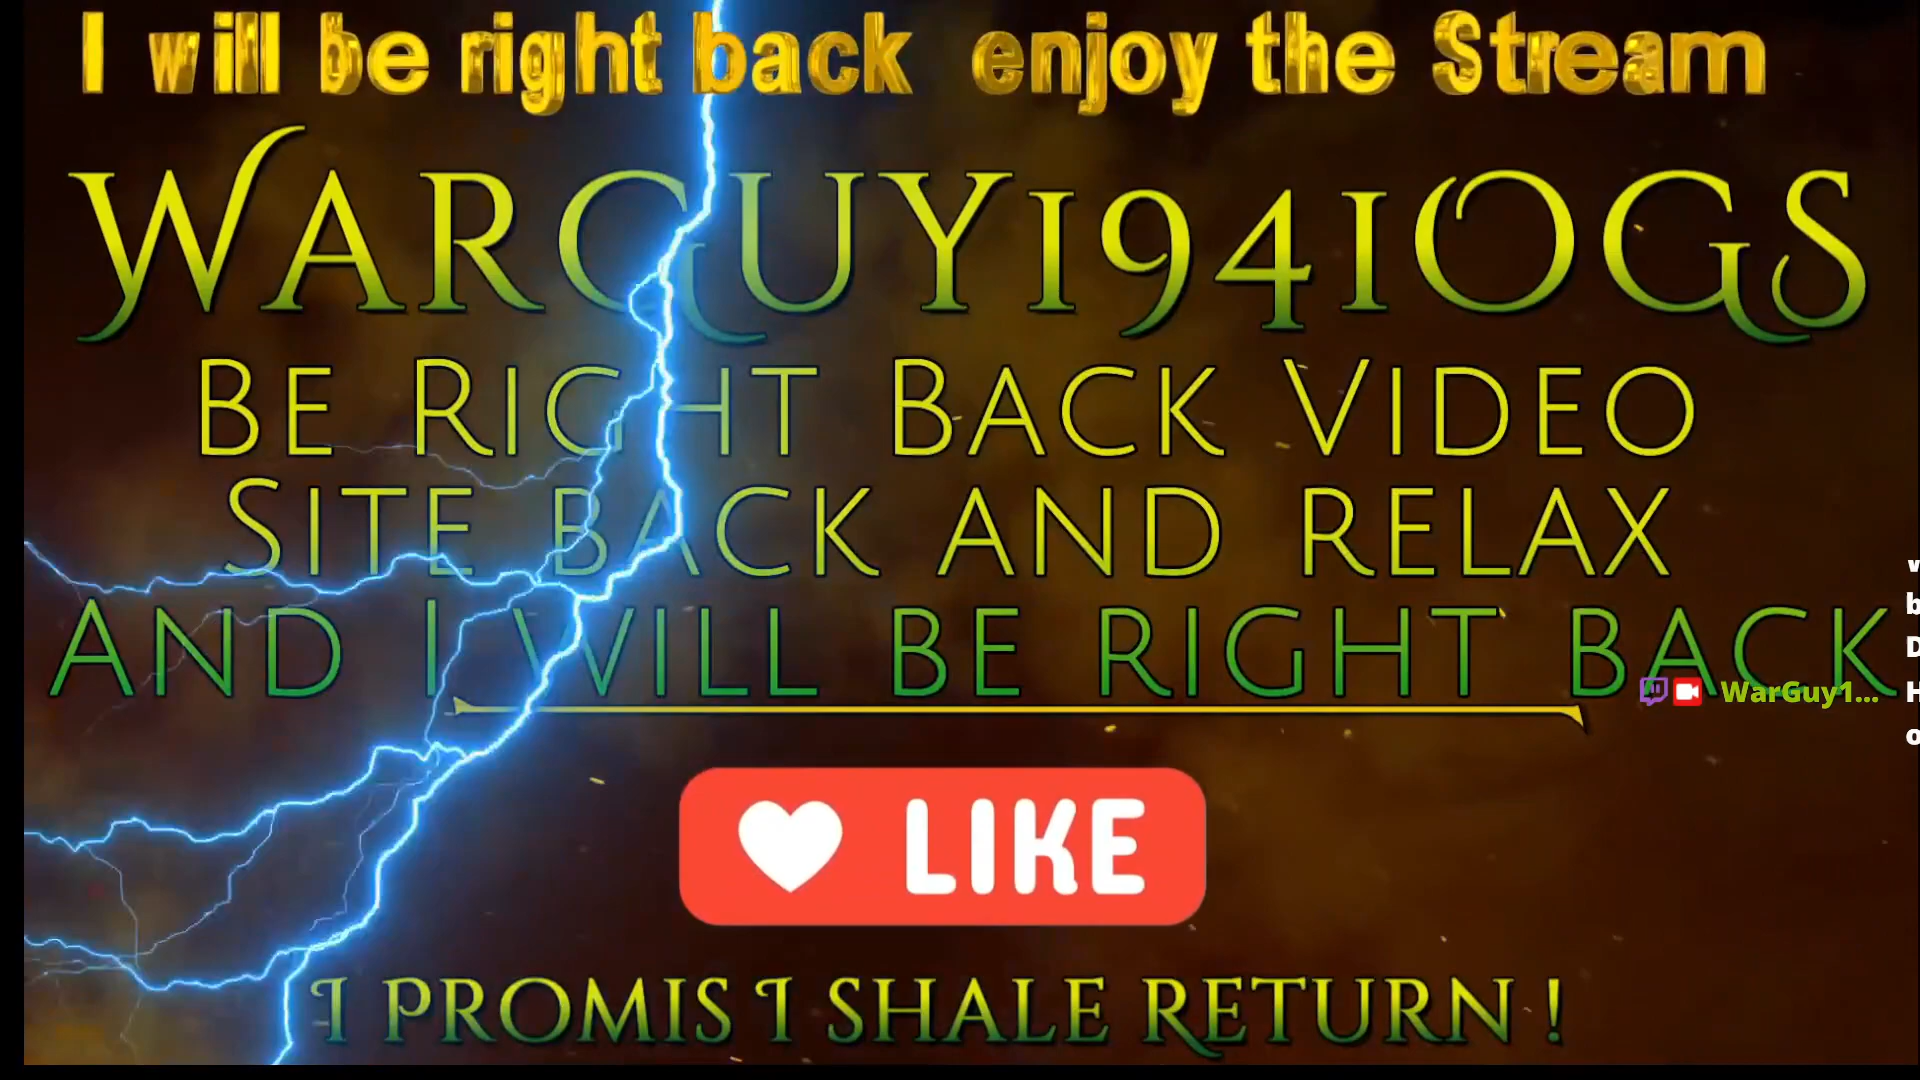 I will be right back enjoy the Stream
WarGuy1941OGS
Be Right Back Video
Site back and relax
And I will be right back
WarGuy1...
LIKE
I Promis I shale Return !